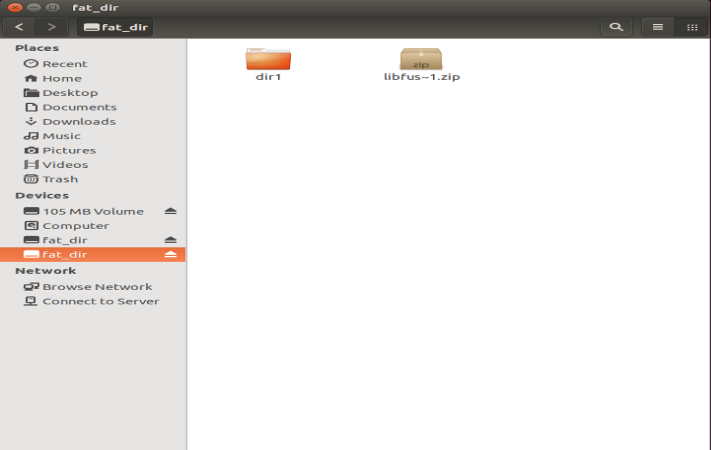 fat_dir
< > fat_dir
Places
Recent
Home
Desktop
Documents
Downloads
Music
Pictures
Videos
Trash
Devices
105 MB Volume
Computer
fat_dir
fat_dir
Network
Browse Network
Connect to Server
zip
dir1 libfus~1.zip